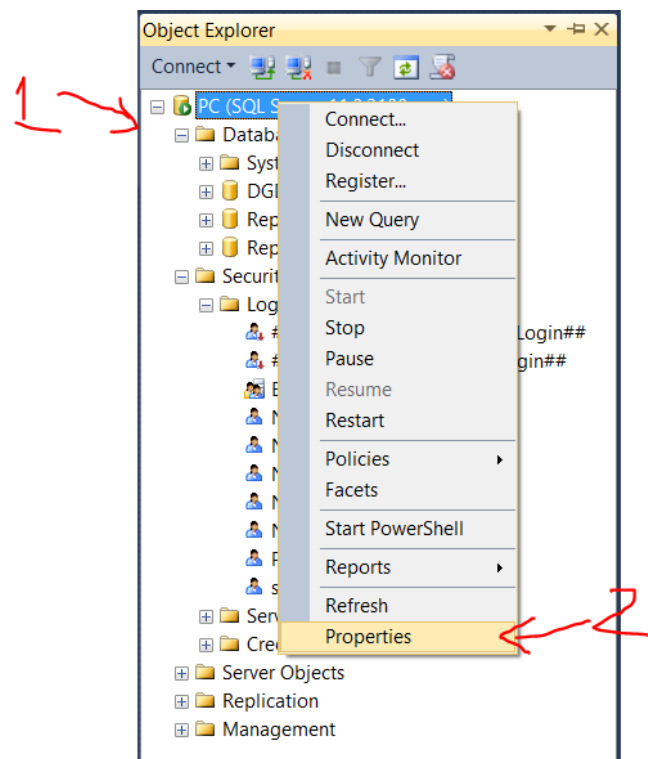 Object Explorer
Connect
1
PC (SQL S
Connect...
Databa
Disconnect
Syst
Register...
Rep
New Query
Rep
Activity Monitor
Securit
Start
Log
Stop
Login##
Pause
gin##
Resume
Restart
Policies
Facets
Start PowerShell
Reports
Refresh
2
Serv
Properties
Cre
Server Objects
Replication
Management